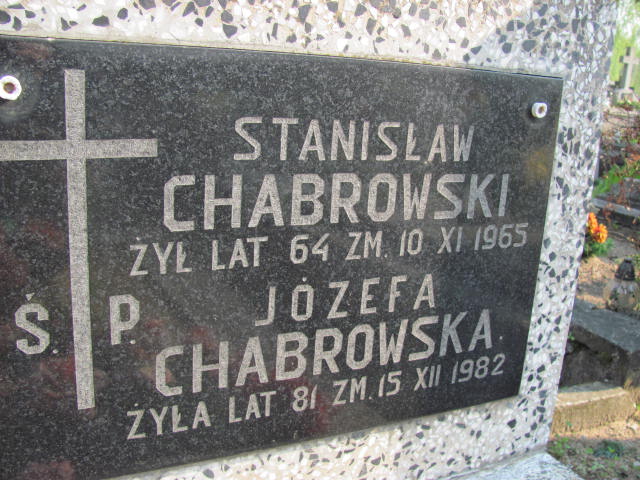 STANISŁAW
CHABROWSKI
ŻYŁ LAT 64 ZM. 10 XI 1965
Ś.P.
JÓZEFA
CHABROWSKA
ŻYŁA LAT 81 ZM. 15 XII 1982